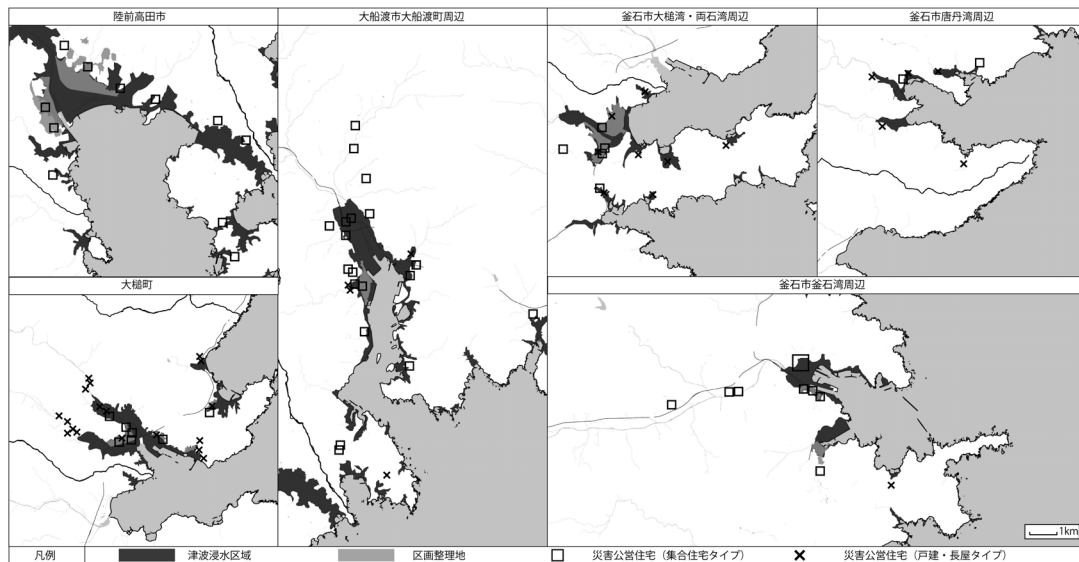 陸前高田市
大船渡市大船渡町周辺
釜石市大槌湾・両石湾周辺
釜石市唐丹湾周辺
大槌町
釜石市釜石湾周辺
1km
凡例
津波浸水区域
区画整理地
災害公営住宅（集合住宅タイプ）
災害公営住宅（戸建・長屋タイプ）